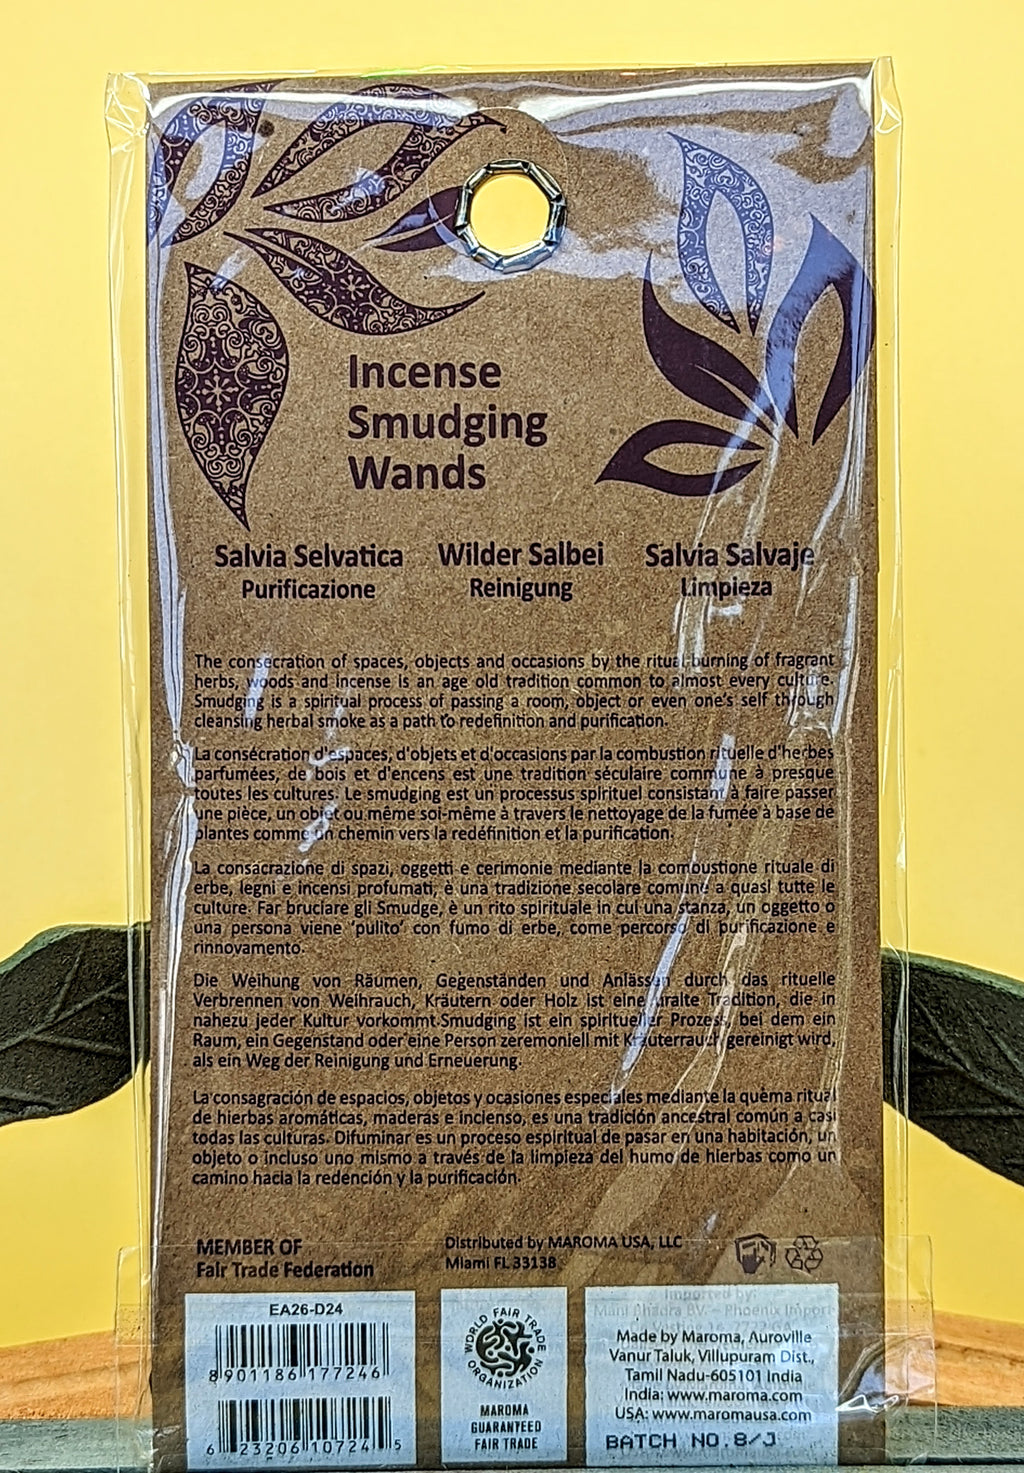 Incense
Smudging
Wands
Salvia Selvatica
Purificazione
Wilder Salbei
Reinigung
Salvia Salvaje
Limpieza
The consecration of spaces, objects and occasions by the ritual burning of fragrant
herbs, woods and incense is an age old tradition common to almost every culture.
Smudging is a spiritual process of passing a room, object or even one's self through
cleansing herbal smoke as a path to redefinition and purification.
La consécration d'espaces, d'objets et d'occasions par la combustion rituelle d'herbes
parfumées, de bois et d'encens est une tradition séculaire commune à presque
toutes les cultures. Le smudging est un processus spirituel consistant à faire passer
une pièce, un objet ou même soi-même à travers le nettoyage de la fumée à base de
plantes comme un chemin vers la redéfinition et la purification.
La consacrazione di spazi, oggetti e cerimonie mediante la combustione rituale di
erbe, legni e incensi profumati, è una tradizione secolare comune a quasi tutte le
culture. Far bruciare gli Smudge, è un rito spirituale in cui una stanza, un oggetto o
una persona viene 'pulito' con fumo di erbe, come percorso di purificazione e
rinnovamento.
Die Weihung von Räumen, Gegenständen und Anlässen durch das rituelle
Verbrennen von Weihrauch, Kräutern oder Holz ist eine uralte Tradition, die in
nahezu jeder Kultur vorkommt.Smudging ist ein spiritueller Prozess, bei dem ein
Raum, ein Gegenstand oder eine Person zeremoniell mit Kräuterrauch gereinigt wird,
als ein Weg der Reinigung und Erneuerung.
La consagración de espacios, objetos y ocasiones especiales mediante la quema ritual
de hierbas aromáticas, maderas e incienso, es una tradición ancestral común a casi
todas las culturas. Difuminar es un proceso espiritual de pasar en una habitación, un
objeto o incluso uno mismo a través de la limpieza del humo de hierbas como un
camino hacia la redención y la purificación.
MEMBER OF
Fair Trade Federation
Distributed by MAROMA USA, LLC
Miami FL 33138
EA26-D24
8 901186 177246
6 23206 10724 5
WORLD FAIR TRADE
ORGANIZATION
MAROMA
GUARANTEED
FAIR TRADE
Imported by:
Mani Bhadra BV. – Phoenix Import
Made by Maroma, Auroville
Vanur Taluk, Villupuram Dist.,
Tamil Nadu-605101 India
India: www.maroma.com
USA: www.maromausa.com
BATCH NO.8/J